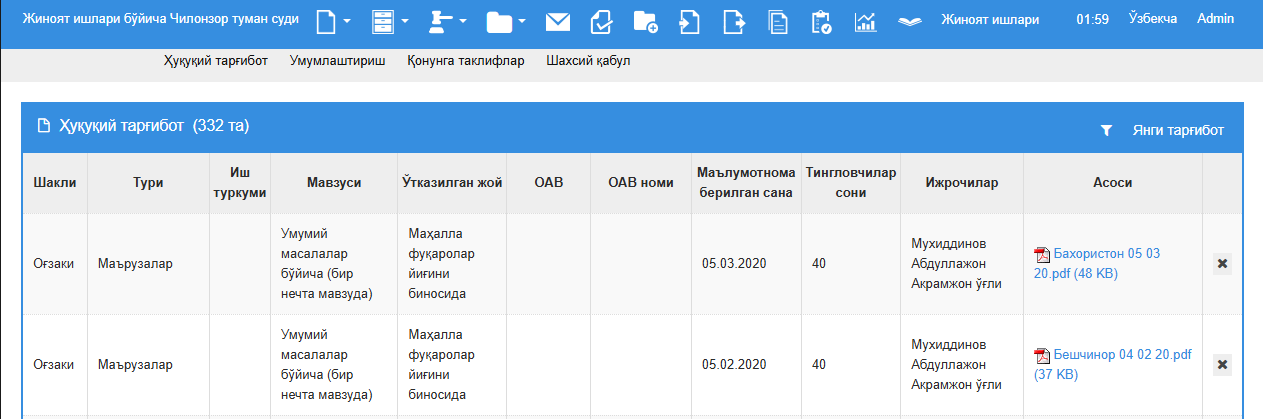 Жиноят ишлари бўйича Чилонзор туман суди
Жиноят ишлари 01:59 Ўзбекча Admin
Ҳуқуқий тарғибот Умумлаштириш Қонунга таклифлар Шахсий қабул
Ҳуқуқий тарғибот (332 та)
Янги тарғибот
Шакли
Тури
Иш
туркуми
Мавзуси
Ўтказилган жой
ОАВ
ОАВ номи
Маълумотнома
берилган сана
Тингловчилар
сони
Ижрочилар
Асоси
Оғзаки
Маърузалар
Умумий
масалалар
бўйича (бир
нечта мавзуда)
Маҳалла
фуқаролар
йиғини
биносида
05.03.2020
40
Мухиддинов
Абдуллажон
Акрамжон ўғли
Бахористон 05 03
20.pdf (48 KB)
Оғзаки
Маърузалар
Умумий
масалалар
бўйича (бир
нечта мавзуда)
Маҳалла
фуқаролар
йиғини
биносида
05.02.2020
40
Мухиддинов
Абдуллажон
Акрамжон ўғли
Бешчинор 04 02 20.pdf
(37 KB)